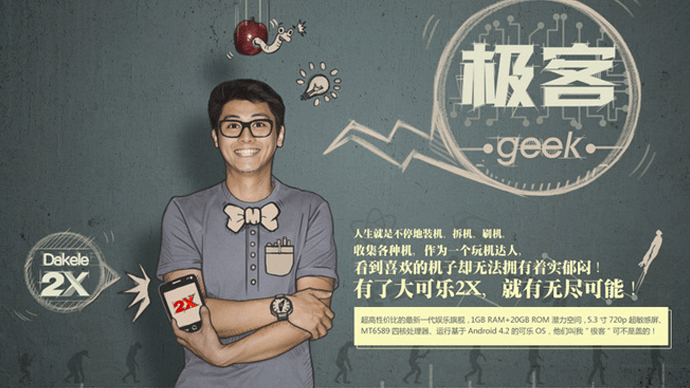 极客
geek
Dakele
2X
2X
人生就是不停地装机，拆机，刷机，
收集各种机，作为一个玩机达人，
看到喜欢的机子却无法拥有着实郁闷！
有了大可乐2X，就有无尽可能！
超高性价比的最新一代娱乐旗舰，1GB RAM+20GB ROM 潜力空间，5.3 寸 720p 超敏感屏、
MT6589 四核处理器、运行基于 Android 4.2 的可乐 OS，他们叫我“极客”可不是盖的！